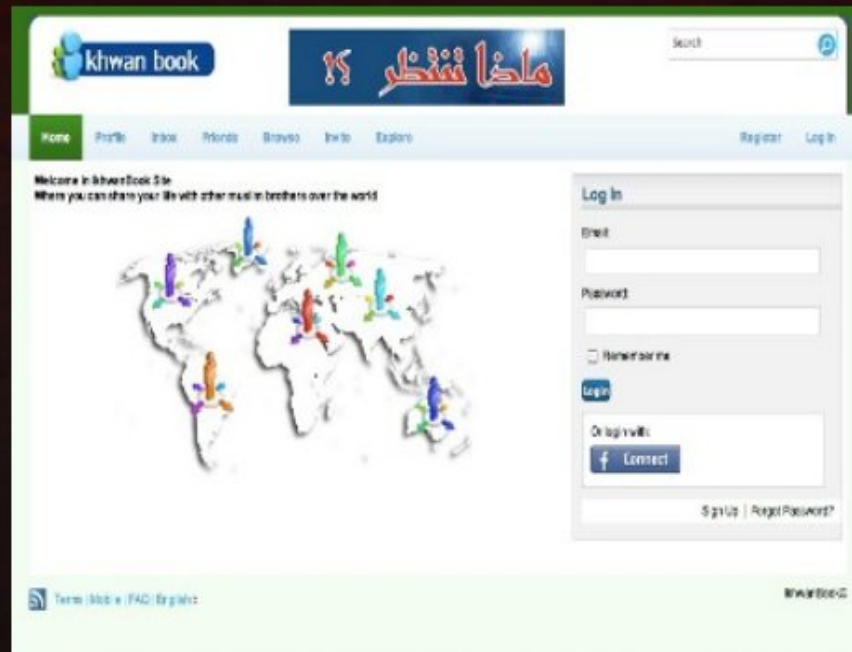 khwan book
ماذا تنتظر ؟!
Search
Home Profile Inbox Friends Browse Invite Explore
Register Log In
Welcome in IkhwanBook Site
Where you can share your life with other muslim brothers over the world
Log In
Email:
Password:
Remember me
Login
Or login with:
f Connect
Sign Up | Forgot Password?
Terms | Mobile | FAQ | English
IkhwanBook©